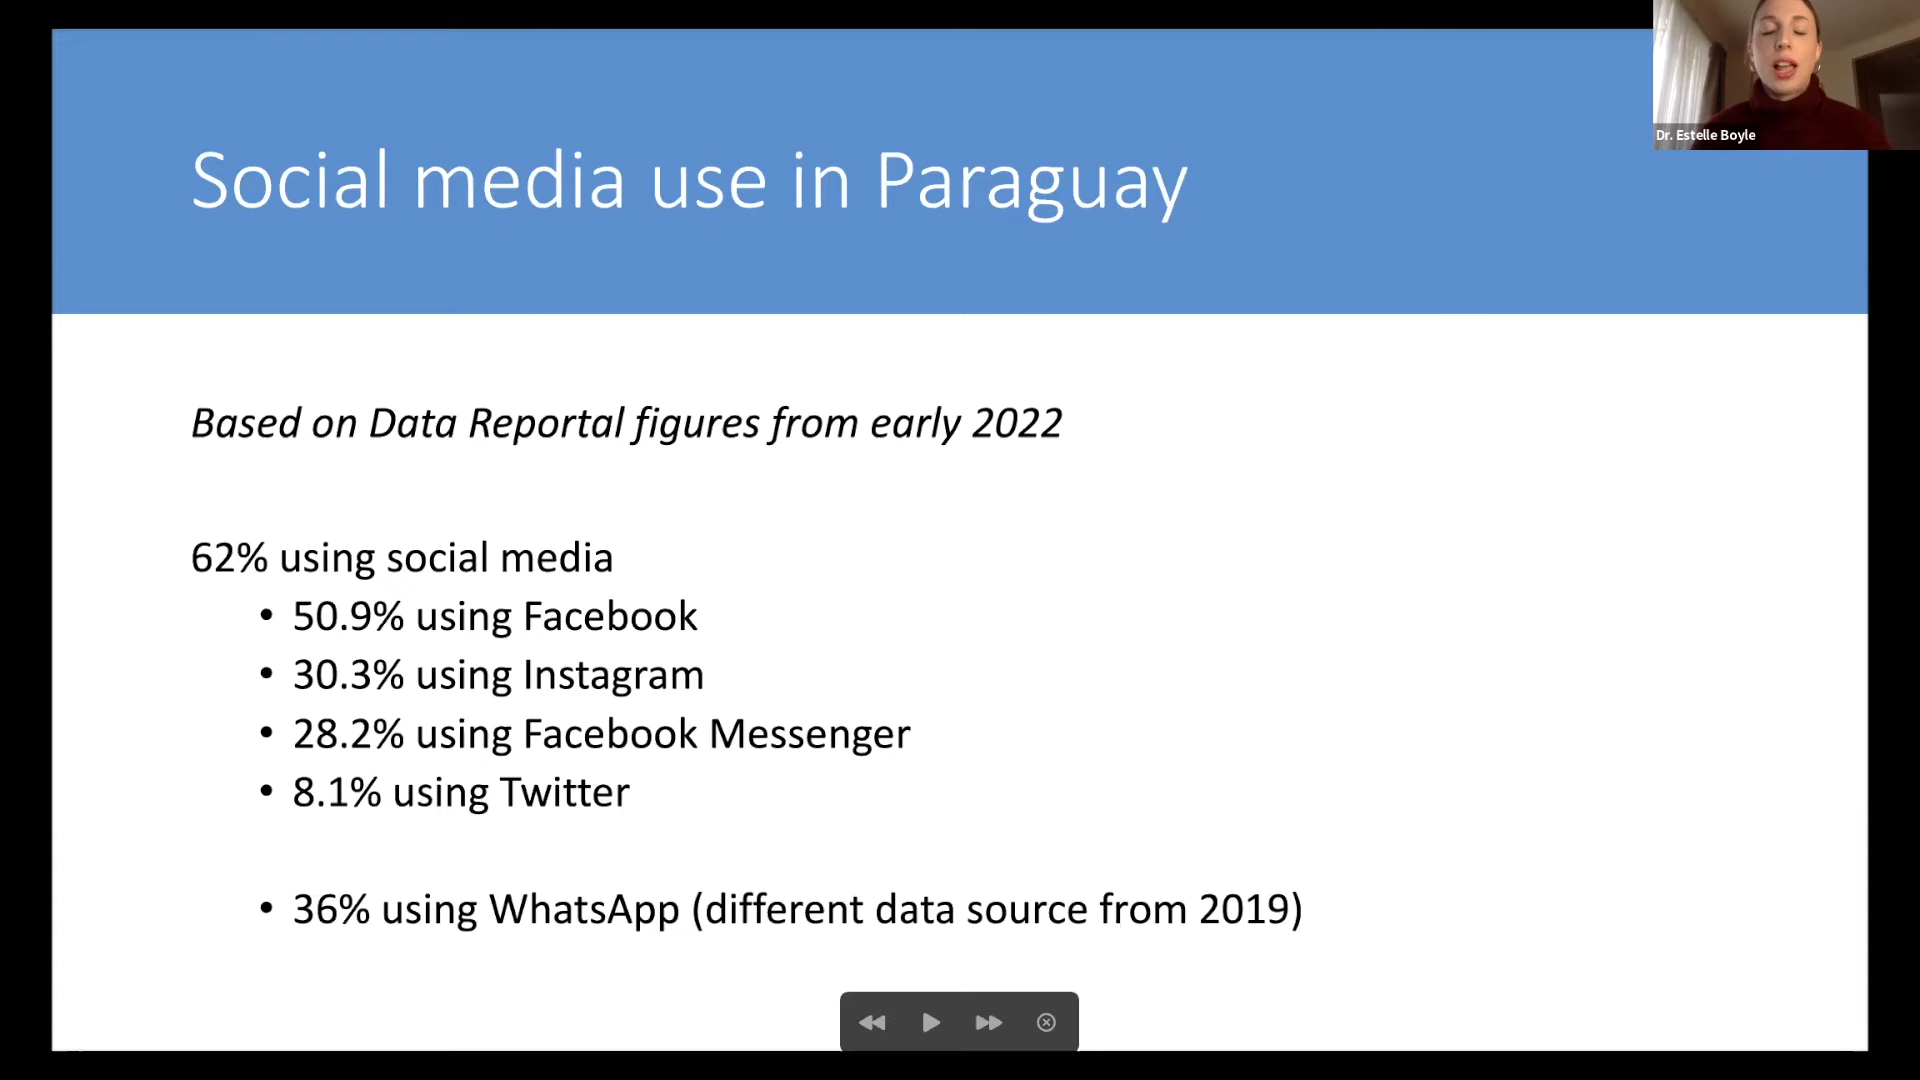 Dr. Estelle Boyle
Social media use in Paraguay
Based on Data Reportal figures from early 2022
62% using social media
• 50.9% using Facebook
• 30.3% using Instagram
• 28.2% using Facebook Messenger
• 8.1% using Twitter
• 36% using WhatsApp (different data source from 2019)